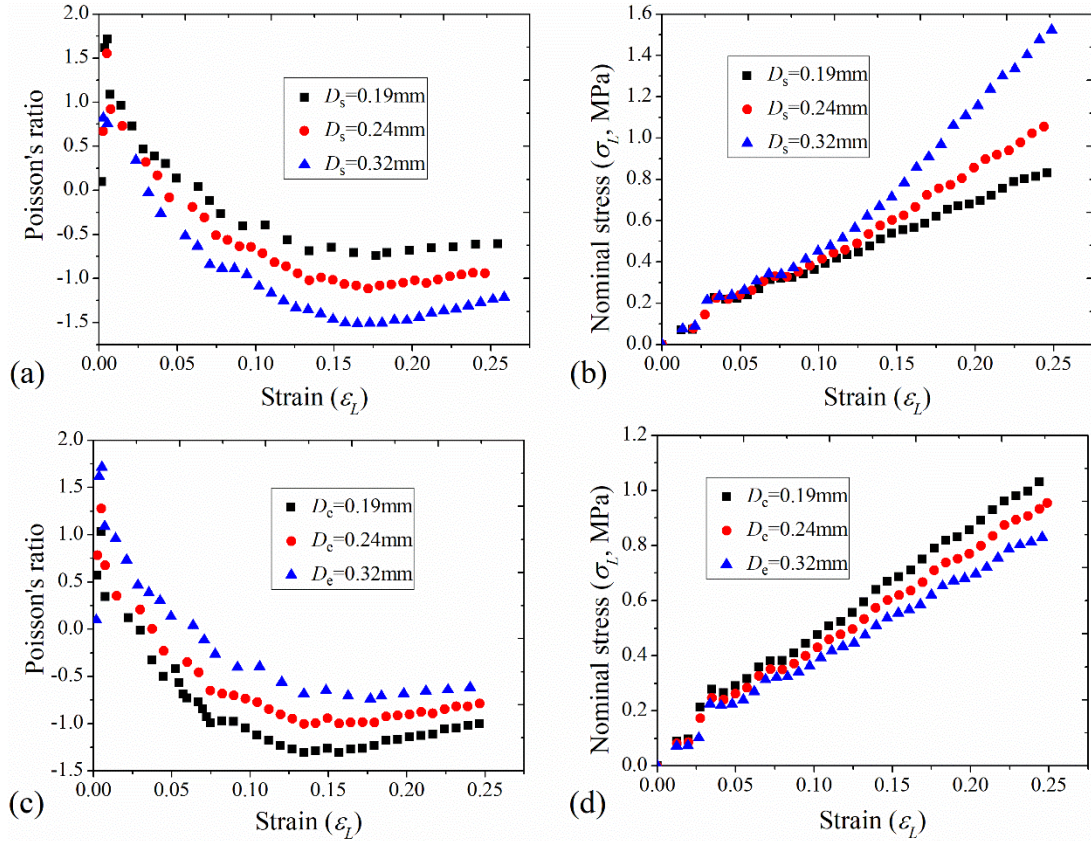 2.0
1.5
1.0
0.5
0.0
-0.5
-1.0
-1.5
Poisson's ratio
Ds=0.19mm
Ds=0.24mm
Ds=0.32mm
0.00 0.05 0.10 0.15 0.20 0.25
Strain (εL)
(a)
1.6
1.4
1.2
1.0
0.8
0.6
0.4
0.2
0.0
Nominal stress (σL, MPa)
Ds=0.19mm
Ds=0.24mm
Ds=0.32mm
0.00 0.05 0.10 0.15 0.20 0.25
Strain (εL)
(b)
2.0
1.5
1.0
0.5
0.0
-0.5
-1.0
-1.5
Poisson's ratio
De=0.19mm
De=0.24mm
De=0.32mm
0.00 0.05 0.10 0.15 0.20 0.25
Strain (εL)
(c)
1.2
1.0
0.8
0.6
0.4
0.2
0.0
Nominal stress (σL, MPa)
De=0.19mm
De=0.24mm
De=0.32mm
0.00 0.05 0.10 0.15 0.20 0.25
Strain (εL)
(d)